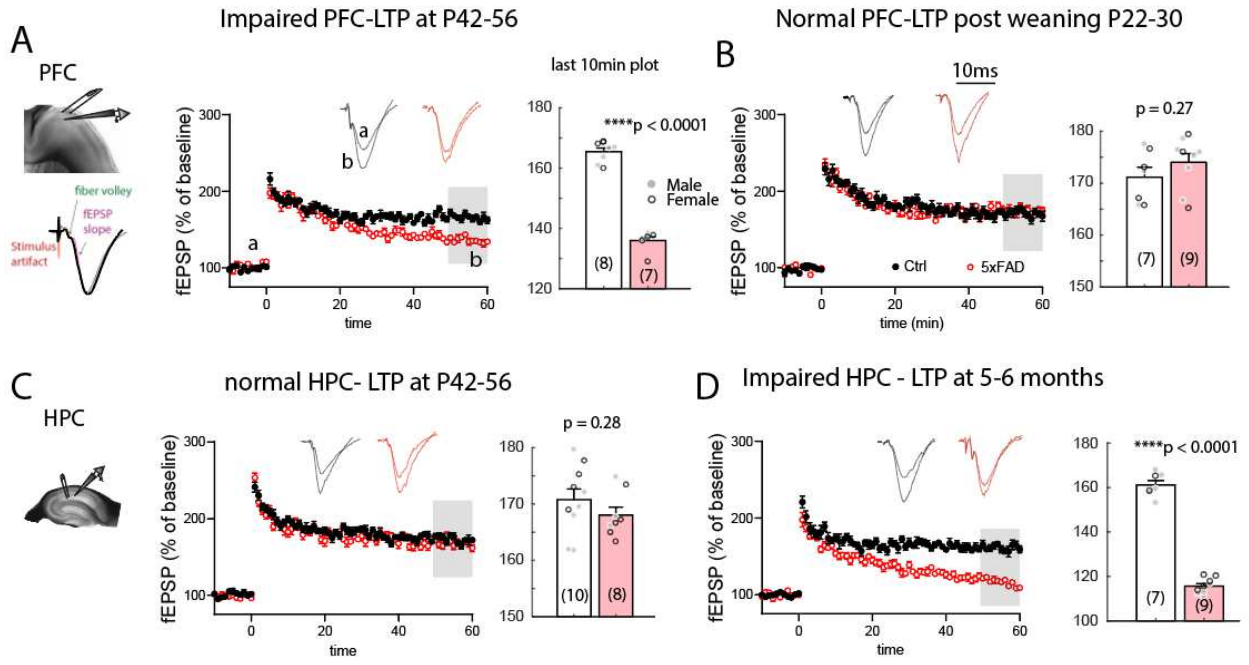 Impaired PFC-LTP at P42-56
Normal PFC-LTP post weaning P22-30
A
PFC
fiber volley
fEPSP
slope
Stimulus
artifact
fEPSP (% of baseline)
300
200
100
a
b
a
b
0
20
40
60
time
last 10min plot
180
160
140
120
****p < 0.0001
Male
Female
(8)
(7)
B
10ms
fEPSP (% of baseline)
300
200
100
Ctrl
5xFAD
0
20
40
60
time (min)
p = 0.27
180
170
160
150
(7)
(9)
normal HPC- LTP at P42-56
Impaired HPC - LTP at 5-6 months
C
HPC
fEPSP (% of baseline)
300
200
100
0
20
40
60
time
p = 0.28
180
170
160
150
(10)
(8)
D
fEPSP (% of baseline)
300
200
100
0
20
40
60
time
****p < 0.0001
180
160
140
120
100
(7)
(9)